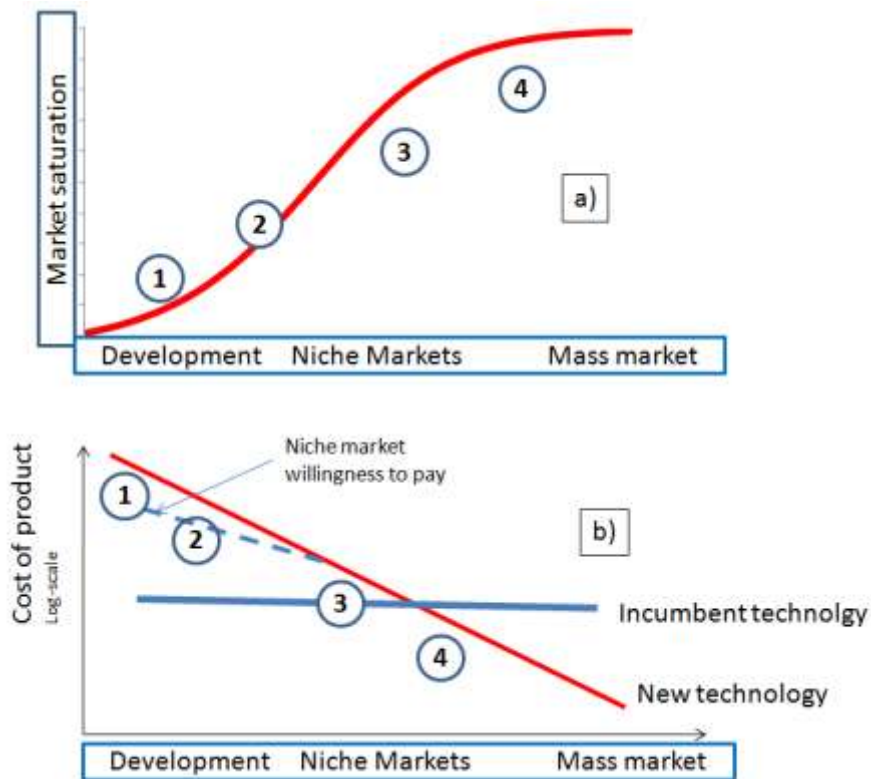 Market saturation
1
2
3
4
a)
Development Niche Markets Mass market
Niche market
willingness to pay
Cost of product
Log-scale
1
2
3
4
b)
Incumbent technolgy
New technology
Development Niche Markets Mass market